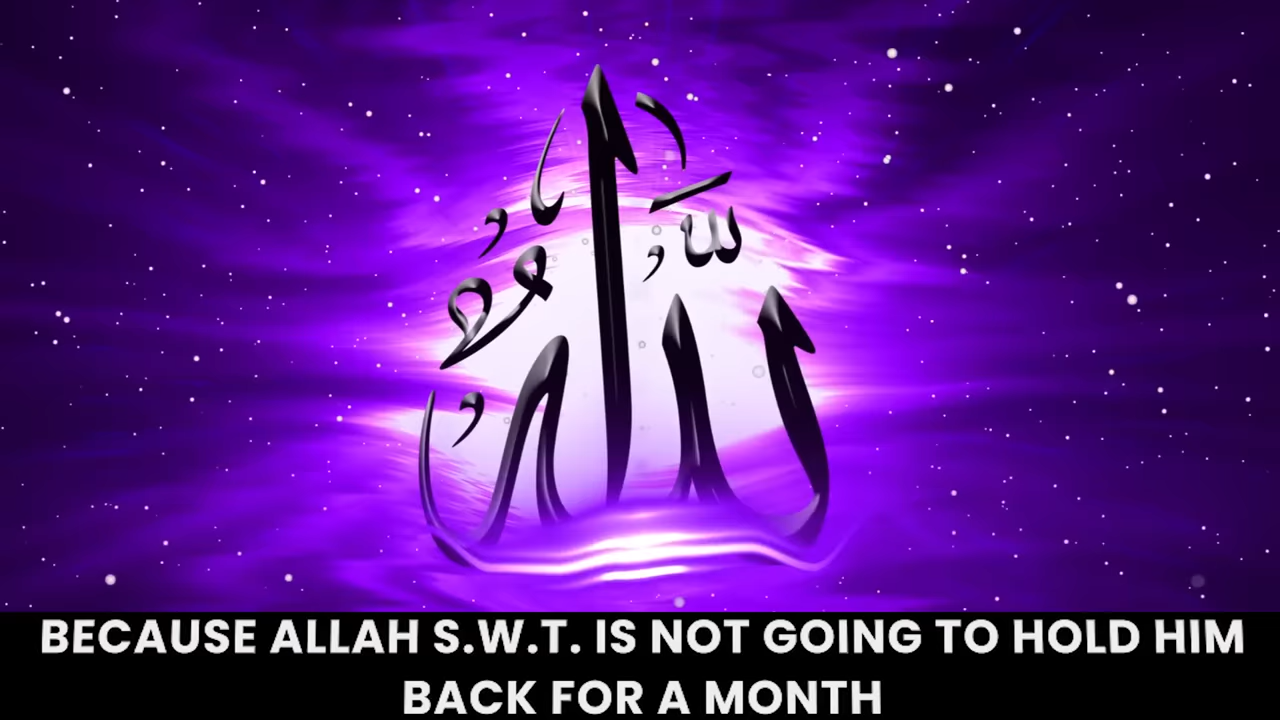 الله
BECAUSE ALLAH S.W.T. IS NOT GOING TO HOLD HIM
BACK FOR A MONTH